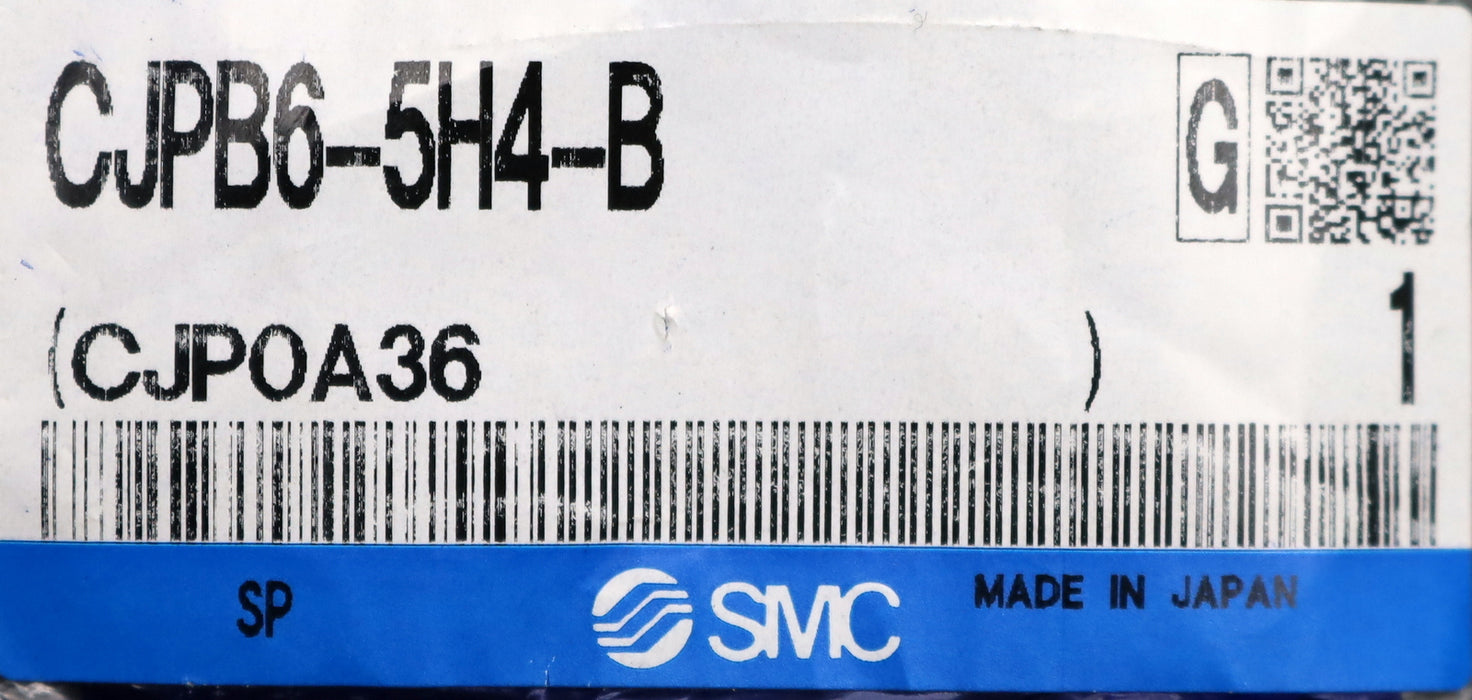 CJPB6-5H4-B
G
(CJP0A36 )
1
SP
SMC
MADE IN JAPAN